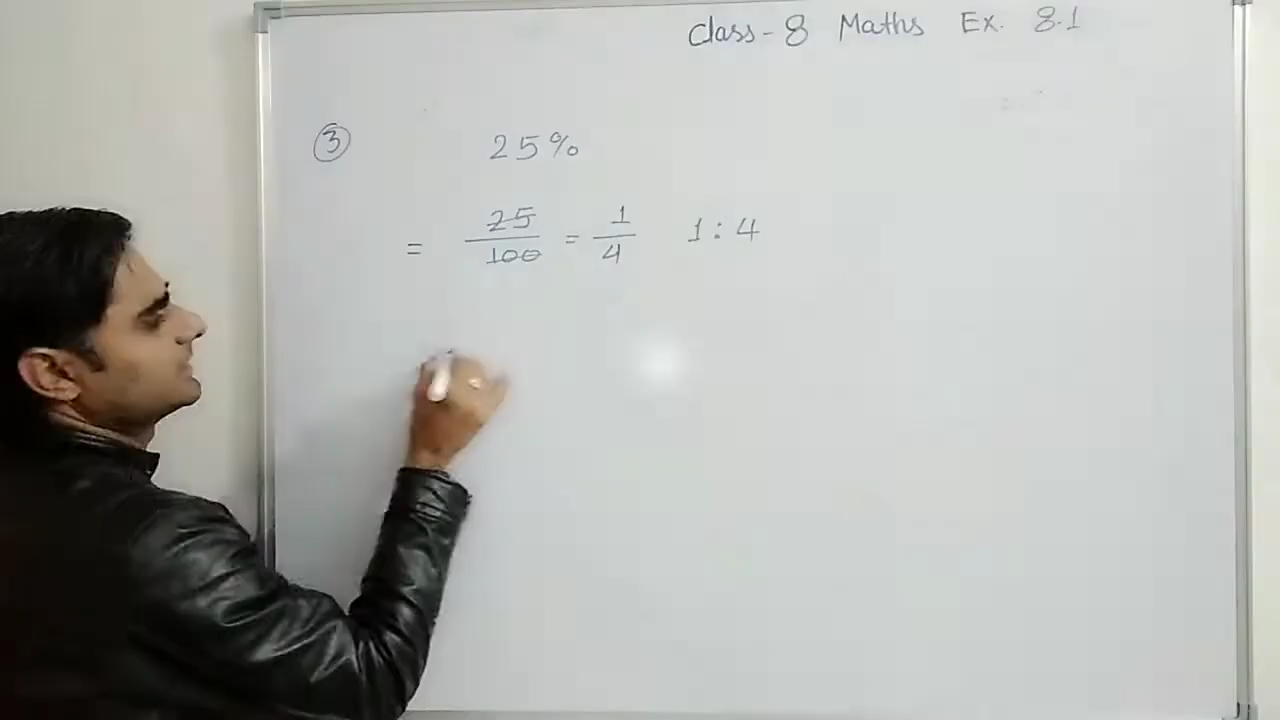 Class - 8 Maths Ex. 8.1
③ 25%
= 25/100 = 1/4 1 : 4